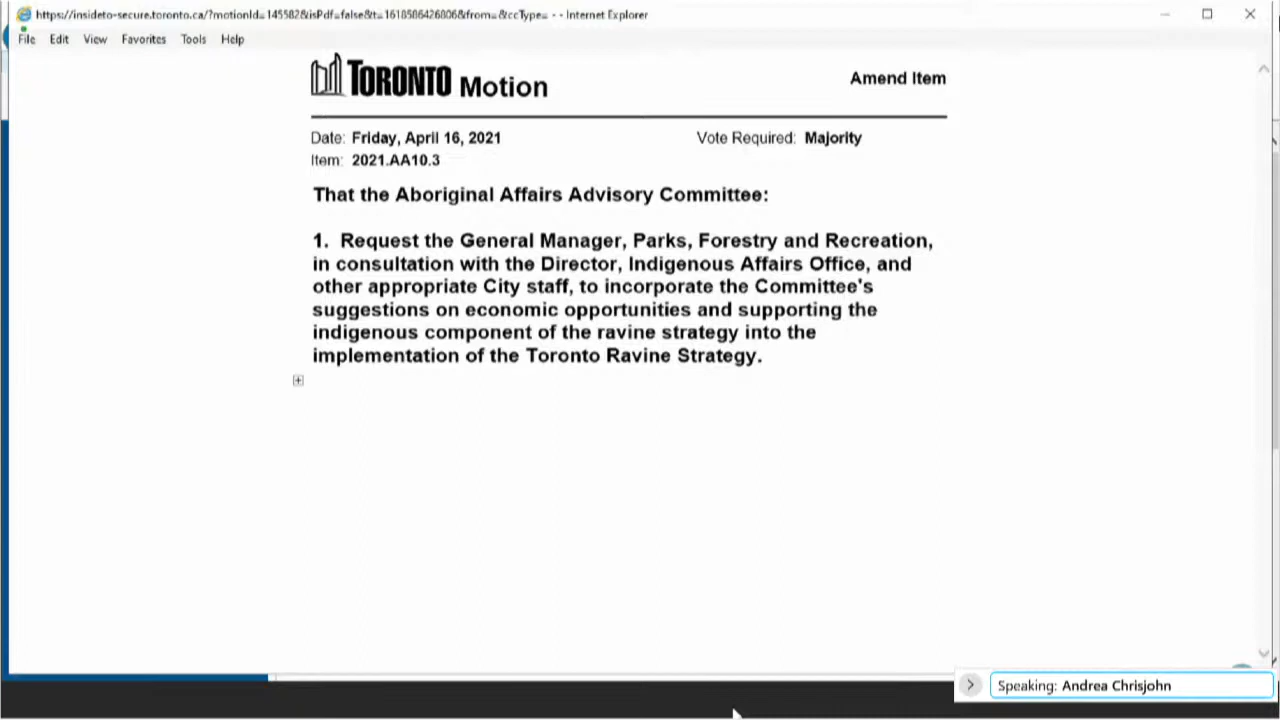 https://insideto-secure.toronto.ca/?motionId=145582&isPdf=false&t=1618586426806&from=&ccType= - - Internet Explorer
File Edit View Favorites Tools Help
TORONTO Motion
Amend Item
Date: Friday, April 16, 2021
Vote Required: Majority
Item: 2021.AA10.3
That the Aboriginal Affairs Advisory Committee:
1. Request the General Manager, Parks, Forestry and Recreation,
in consultation with the Director, Indigenous Affairs Office, and
other appropriate City staff, to incorporate the Committee's
suggestions on economic opportunities and supporting the
indigenous component of the ravine strategy into the
implementation of the Toronto Ravine Strategy.
Speaking: Andrea Chrisjohn